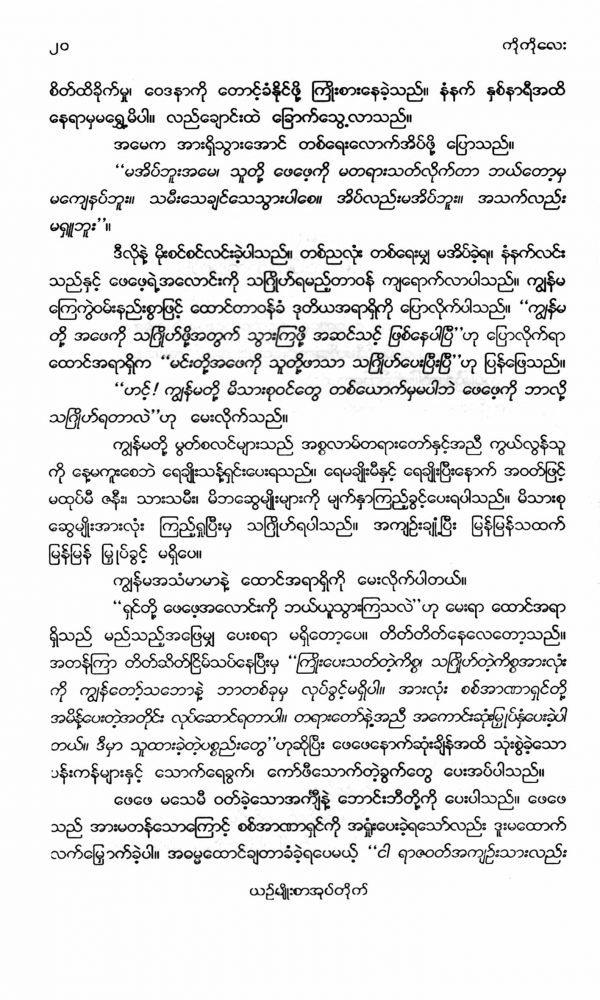 ၂၀
ကိုကိုလေး
စိတ်ထိခိုက်မှု၊ ဝေဒနာကို တောင့်ခံနိုင်ဖို့ ကြိုးစားနေခဲ့သည်။ နံနက် နှစ်နာရီအထိ
နေရာမှမရွှေ့မိပါ။ လည်ချောင်းထဲ ခြောက်သွေ့လာသည်။
အမေက အားရှိသွားအောင် တစ်ရေးလောက်အိပ်ဖို့ ပြောသည်။
“မအိပ်ဘူးအမေ၊ သူတို့ ဖေဖေ့ကို မတရားသတ်လိုက်တာ ဘယ်တော့မှ
မကျေနပ်ဘူး။ သမီးသေချင်သေသွားပါစေ။ အိပ်လည်းမအိပ်ဘူး။ အသက်လည်း
မရှူဘူး”။
ဒီလိုနဲ့ မိုးစင်စင်လင်းခဲ့ပါသည်။ တစ်ညလုံး တစ်ရေးမျှ မအိပ်ခဲ့ရ။ နံနက်လင်း
သည်နှင့် ဖေဖေ့ရဲ့အလောင်းကို သင်္ဂြိုဟ်ရမည့်တာဝန် ကျရောက်လာပါသည်။ ကျွန်မ
ကြေကွဲဝမ်းနည်းစွာဖြင့် ထောင်တာဝန်ခံ ဒုတိယအရာရှိကို ပြောလိုက်ပါသည်။ “ကျွန်မ
တို့ အဖေကို သင်္ဂြိုဟ်ဖို့အတွက် သွားကြဖို့ အဆင်သင့် ဖြစ်နေပါပြီ”ဟု ပြောလိုက်ရာ
ထောင်အရာရှိက “မင်းတို့အဖေကို သူတို့ဖာသာ သင်္ဂြိုဟ်ပေးပြီးပြီ”ဟု ပြန်ဖြေသည်။
“ဟင့်! ကျွန်မတို့ မိသားစုဝင်တွေ တစ်ယောက်မှမပါဘဲ ဖေဖေ့ကို ဘာလို့
သင်္ဂြိုဟ်ရတာလဲ”ဟု မေးလိုက်သည်။
ကျွန်မတို့ မွတ်စလင်များသည် အစ္စလာမ်တရားတော်နှင့်အညီ ကွယ်လွန်သူ
ကို နေ့မကူးစေဘဲ ရေချိုးသန့်ရှင်းပေးရသည်။ ရေမချိုးမီနှင့် ရေချိုးပြီးနောက် အဝတ်ဖြင့်
မထုပ်မီ ဇနီး၊ သားသမီး၊ မိဘဆွေမျိုးများကို မျက်နှာကြည့်ခွင့်ပေးရပါသည်။ မိသားစု
ဆွေမျိုးအားလုံး ကြည့်ရှုပြီးမှ သင်္ဂြိုဟ်ရပါသည်။ အကျဉ်းချုံ့ပြီး မြန်မြန်သထက်
မြန်မြန် မြှုပ်ခွင့် မရှိပေ။
ကျွန်မအသံမာမာနဲ့ ထောင်အရာရှိကို မေးလိုက်ပါတယ်။
“ရှင်တို့ ဖေဖေ့အလောင်းကို ဘယ်ယူသွားကြသလဲ”ဟု မေးရာ ထောင်အရာ
ရှိသည် မည်သည့်အဖြေမျှ ပေးစရာ မရှိတော့ပေ။ တိတ်တိတ်နေလေတော့သည်။
အတန်ကြာ တိတ်ဆိတ်ငြိမ်သပ်နေပြီးမှ “ကြိုးပေးသတ်တဲ့ကိစ္စ၊ သင်္ဂြိုဟ်တဲ့ကိစ္စအားလုံး
ကို ကျွန်တော့်သဘောနဲ့ ဘာတစ်ခုမှ လုပ်ခွင့်မရှိပါ။ အားလုံး စစ်အာဏာရှင်တို့
အမိန့်ပေးတဲ့အတိုင်း လုပ်ဆောင်ရတာပါ။ တရားတော်နဲ့အညီ အကောင်းဆုံးမြှုပ်နှံပေးခဲ့ပါ
တယ်။ ဒီမှာ သူထားခဲ့တဲ့ပစ္စည်းတွေ”ဟုဆိုပြီး ဖေဖေနောက်ဆုံးချိန်အထိ သုံးစွဲခဲ့သော
ပန်းကန်များနှင့် သောက်ရေခွက်၊ ကော်ဖီသောက်တဲ့ခွက်တွေ ပေးအပ်ပါသည်။
ဖေဖေ မသေမီ ဝတ်ခဲ့သောအင်္ကျီနဲ့ ဘောင်းဘီတို့ကို ပေးပါသည်။ ဖေဖေ
သည် အားမတန်သောကြောင့် စစ်အာဏာရှင်ကို အရှုံးပေးခဲ့ရသော်လည်း ဒူးမထောက်
လက်မြှောက်ခဲ့ပါ။ အဓမ္မထောင်ချတာခံခဲ့ရပေမယ့် “ငါ ရာဇဝတ်အကျဉ်းသားလည်း
ယဉ်မျိုးစာအုပ်တိုက်